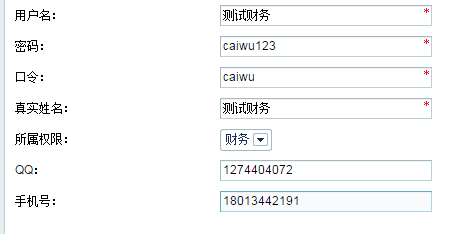 用户名： 测试财务 *
密码： caiwu123 *
口令： caiwu *
真实姓名： 测试财务 *
所属权限： 财务
QQ： 1274404072
手机号： 18013442191